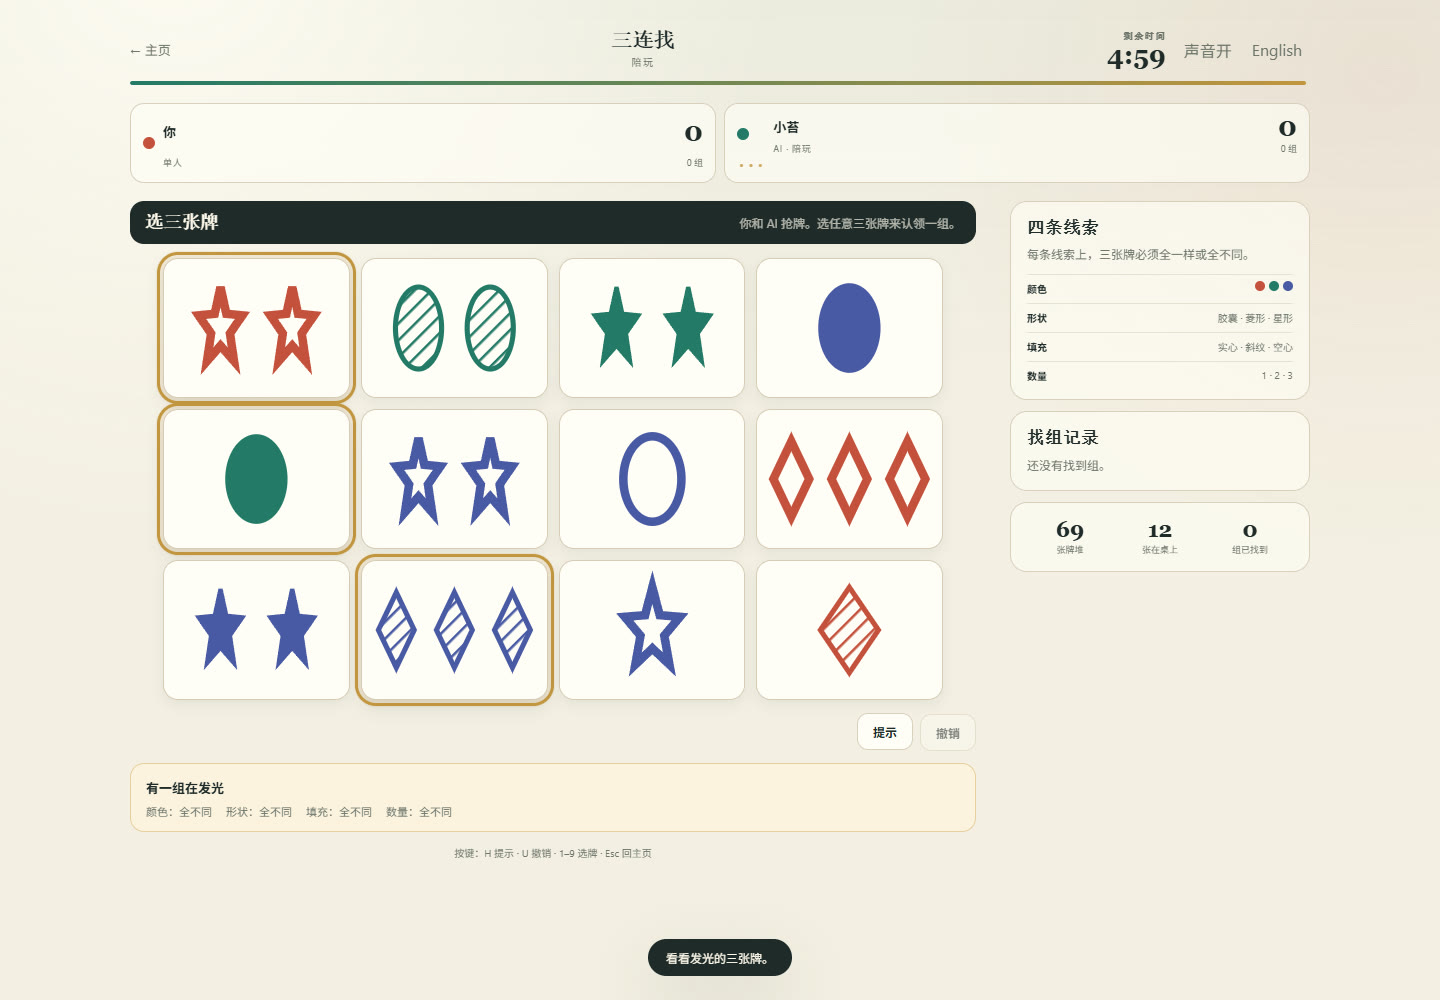 ← 主页
三连找
陪玩
剩余时间
4:59
声音开
English
你
0
单人
0 组
小苔
0
AI · 陪玩
0 组
选三张牌
你和 AI 抢牌。选任意三张牌来认领一组。
四条线索
每条线索上，三张牌必须全一样或全不同。
颜色
形状
胶囊 · 菱形 · 星形
填充
实心 · 斜纹 · 空心
数量
1 · 2 · 3
找组记录
还没有找到组。
69
12
0
张牌堆
张在桌上
组已找到
提示
撤销
有一组在发光
颜色：全不同 形状：全不同 填充：全不同 数量：全不同
按键：H 提示 · U 撤销 · 1–9 选牌 · Esc 回主页
看看发光的三张牌。